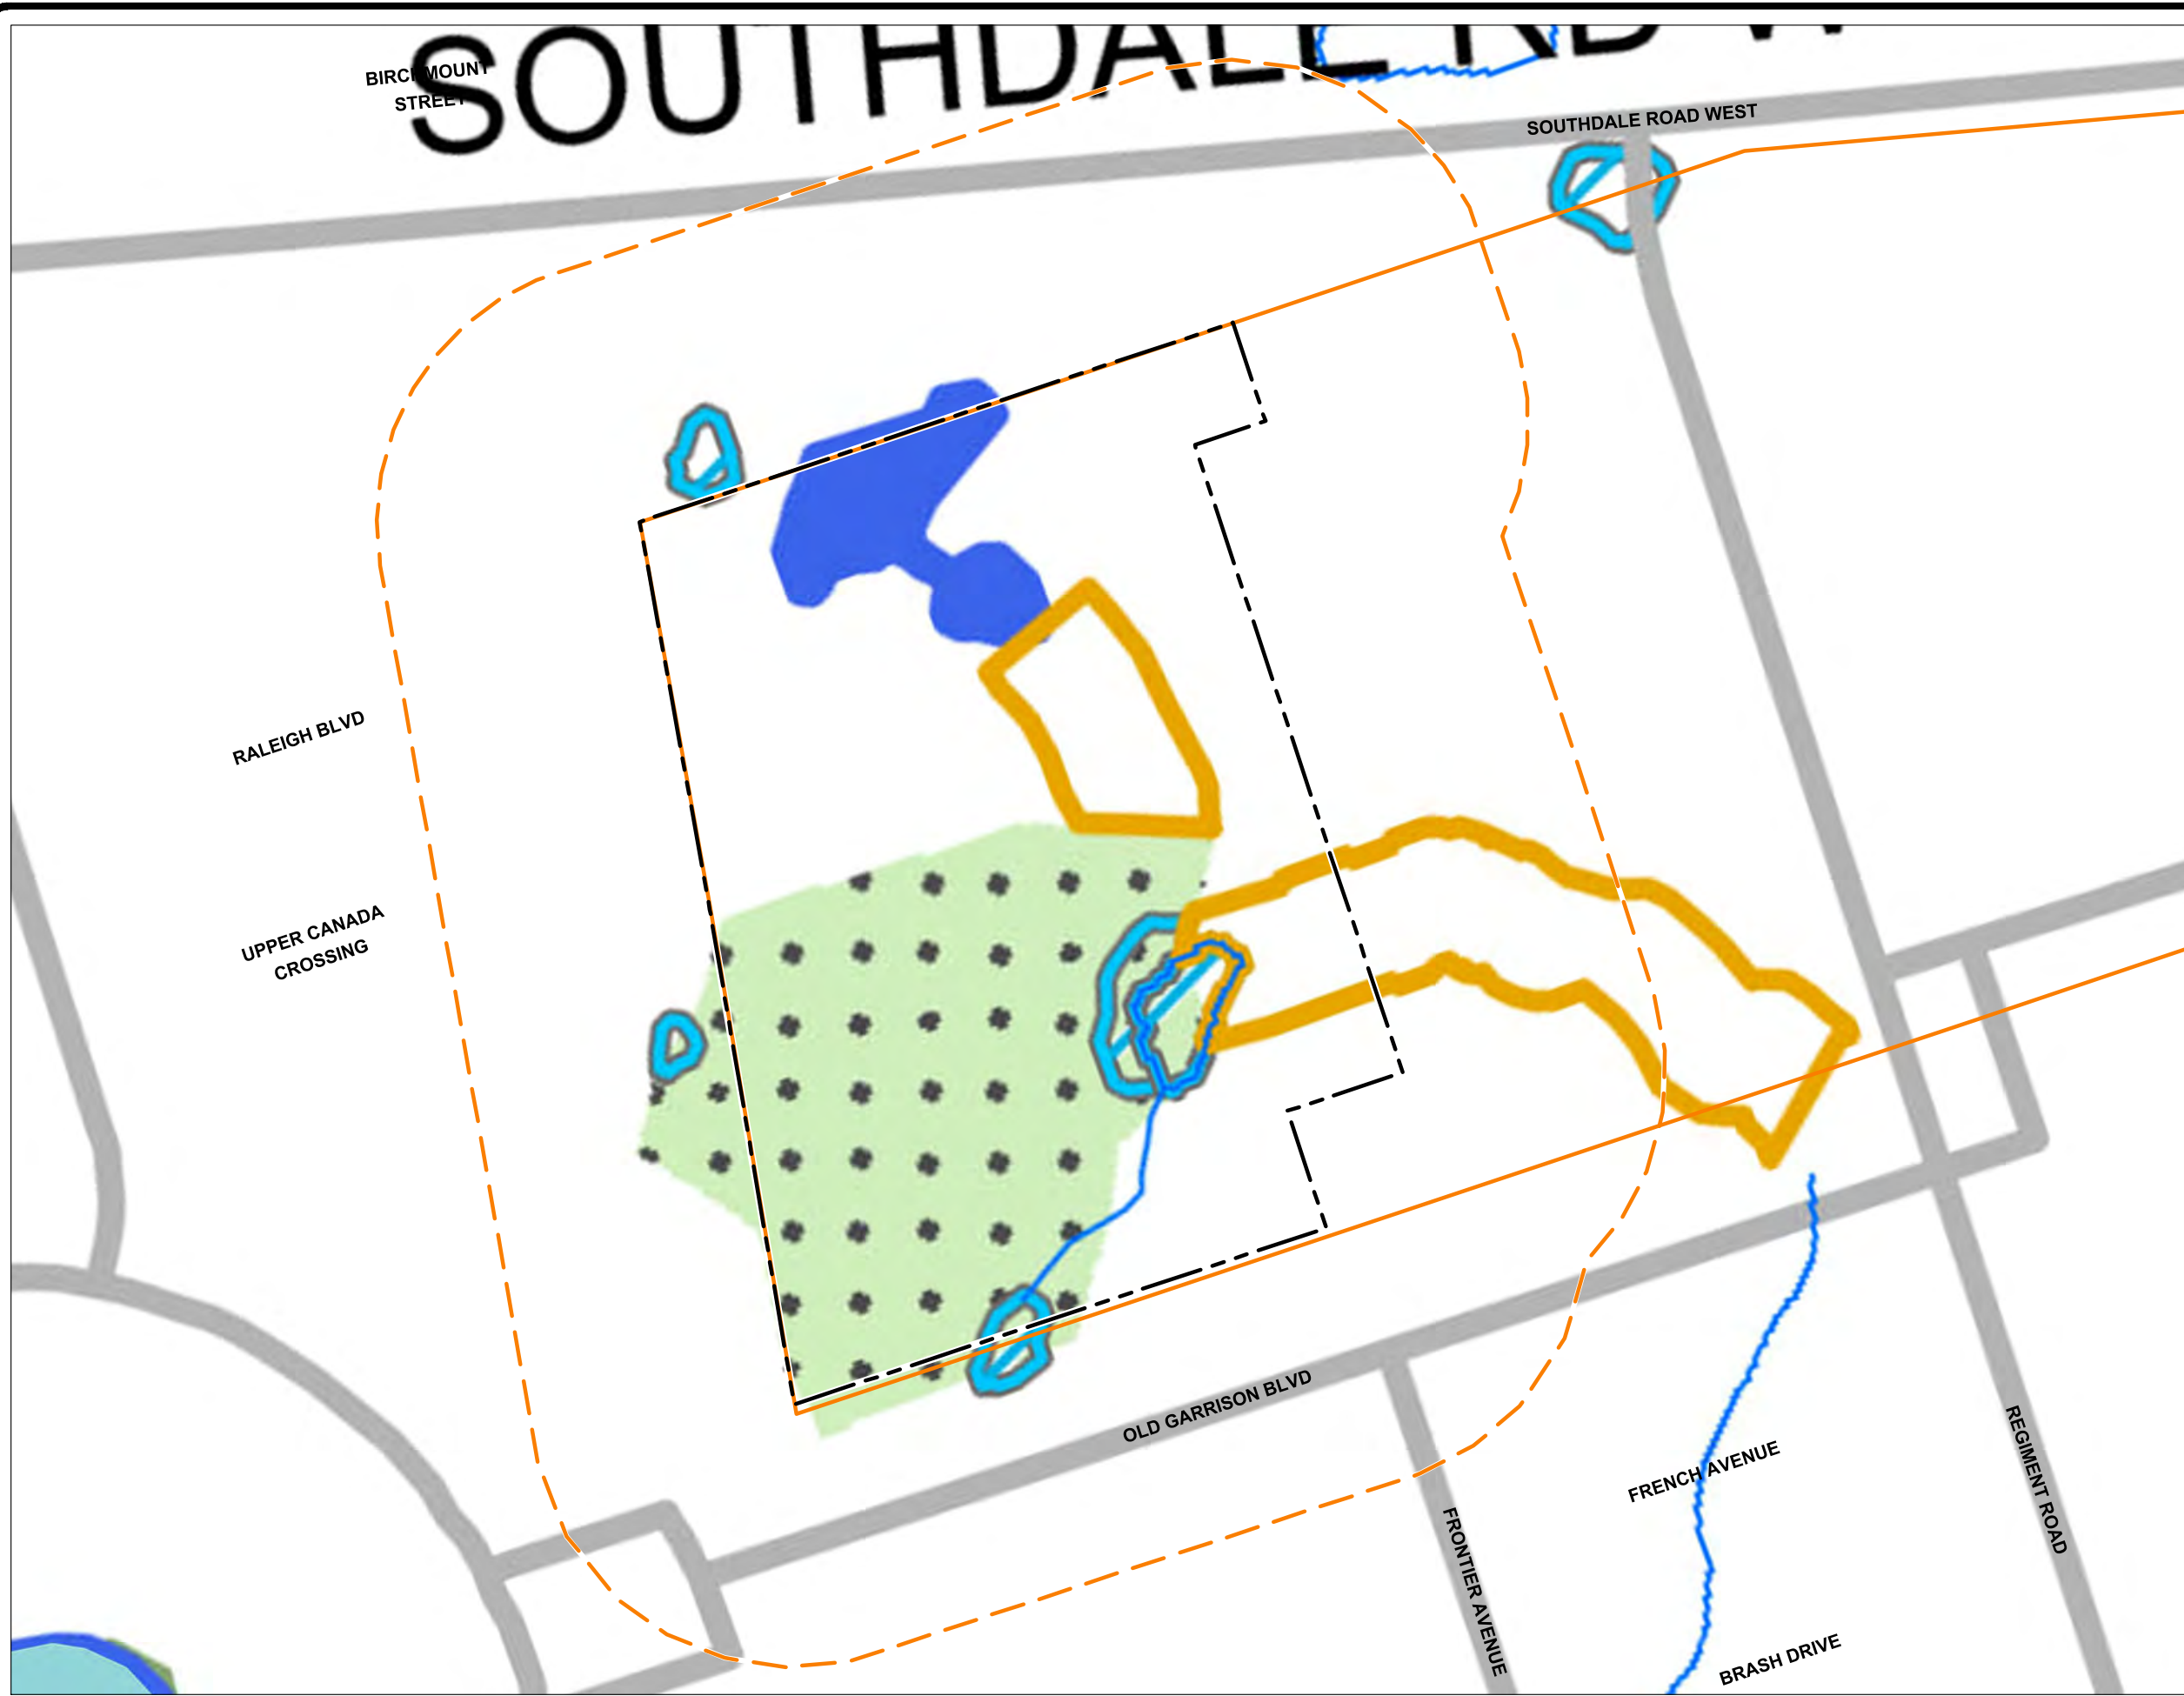 SOUTHDALE RD W
BIRCHMOUNT
STREET
SOUTHDALE ROAD WEST
RALEIGH BLVD
UPPER CANADA
CROSSING
OLD GARRISON BLVD
FRENCH AVENUE
REGIMENT ROAD
FRONTIER AVENUE
BRASH DRIVE